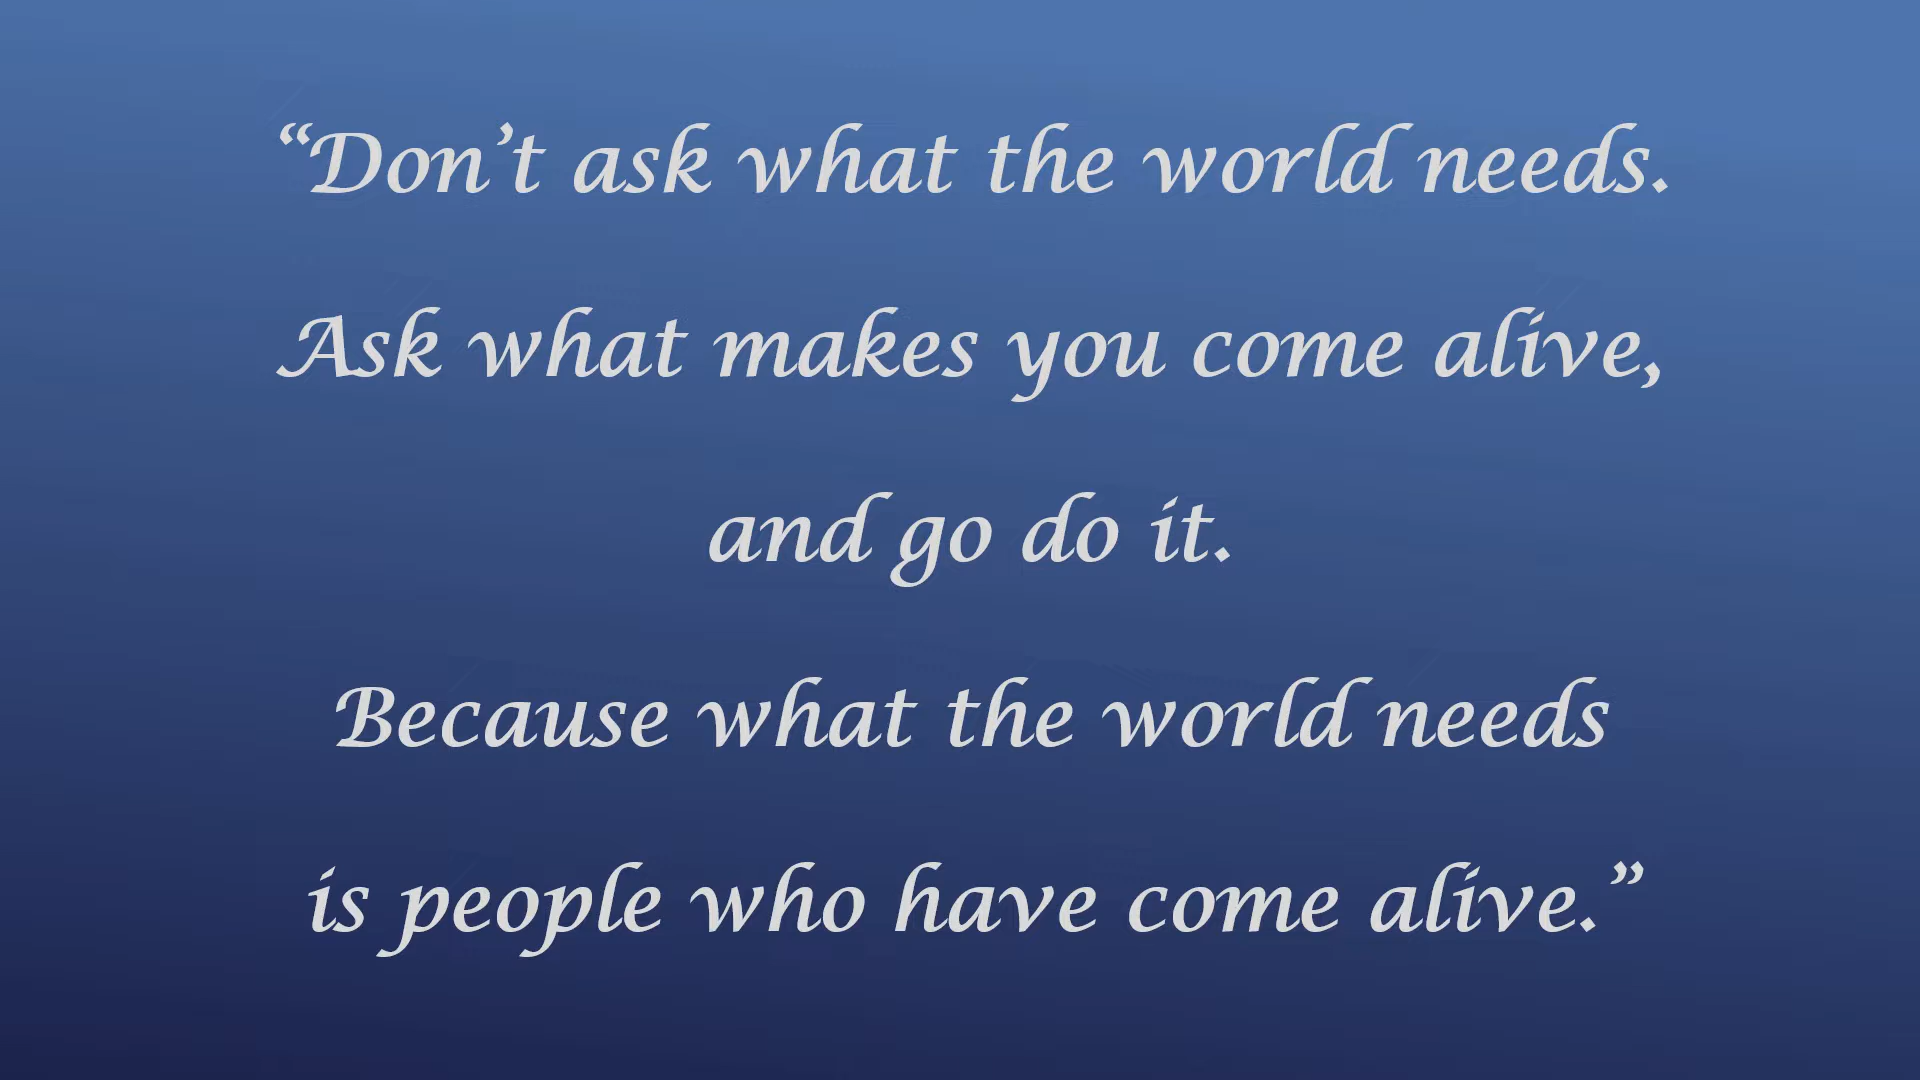 “Don’t ask what the world needs.
Ask what makes you come alive,
and go do it.
Because what the world needs
is people who have come alive.”